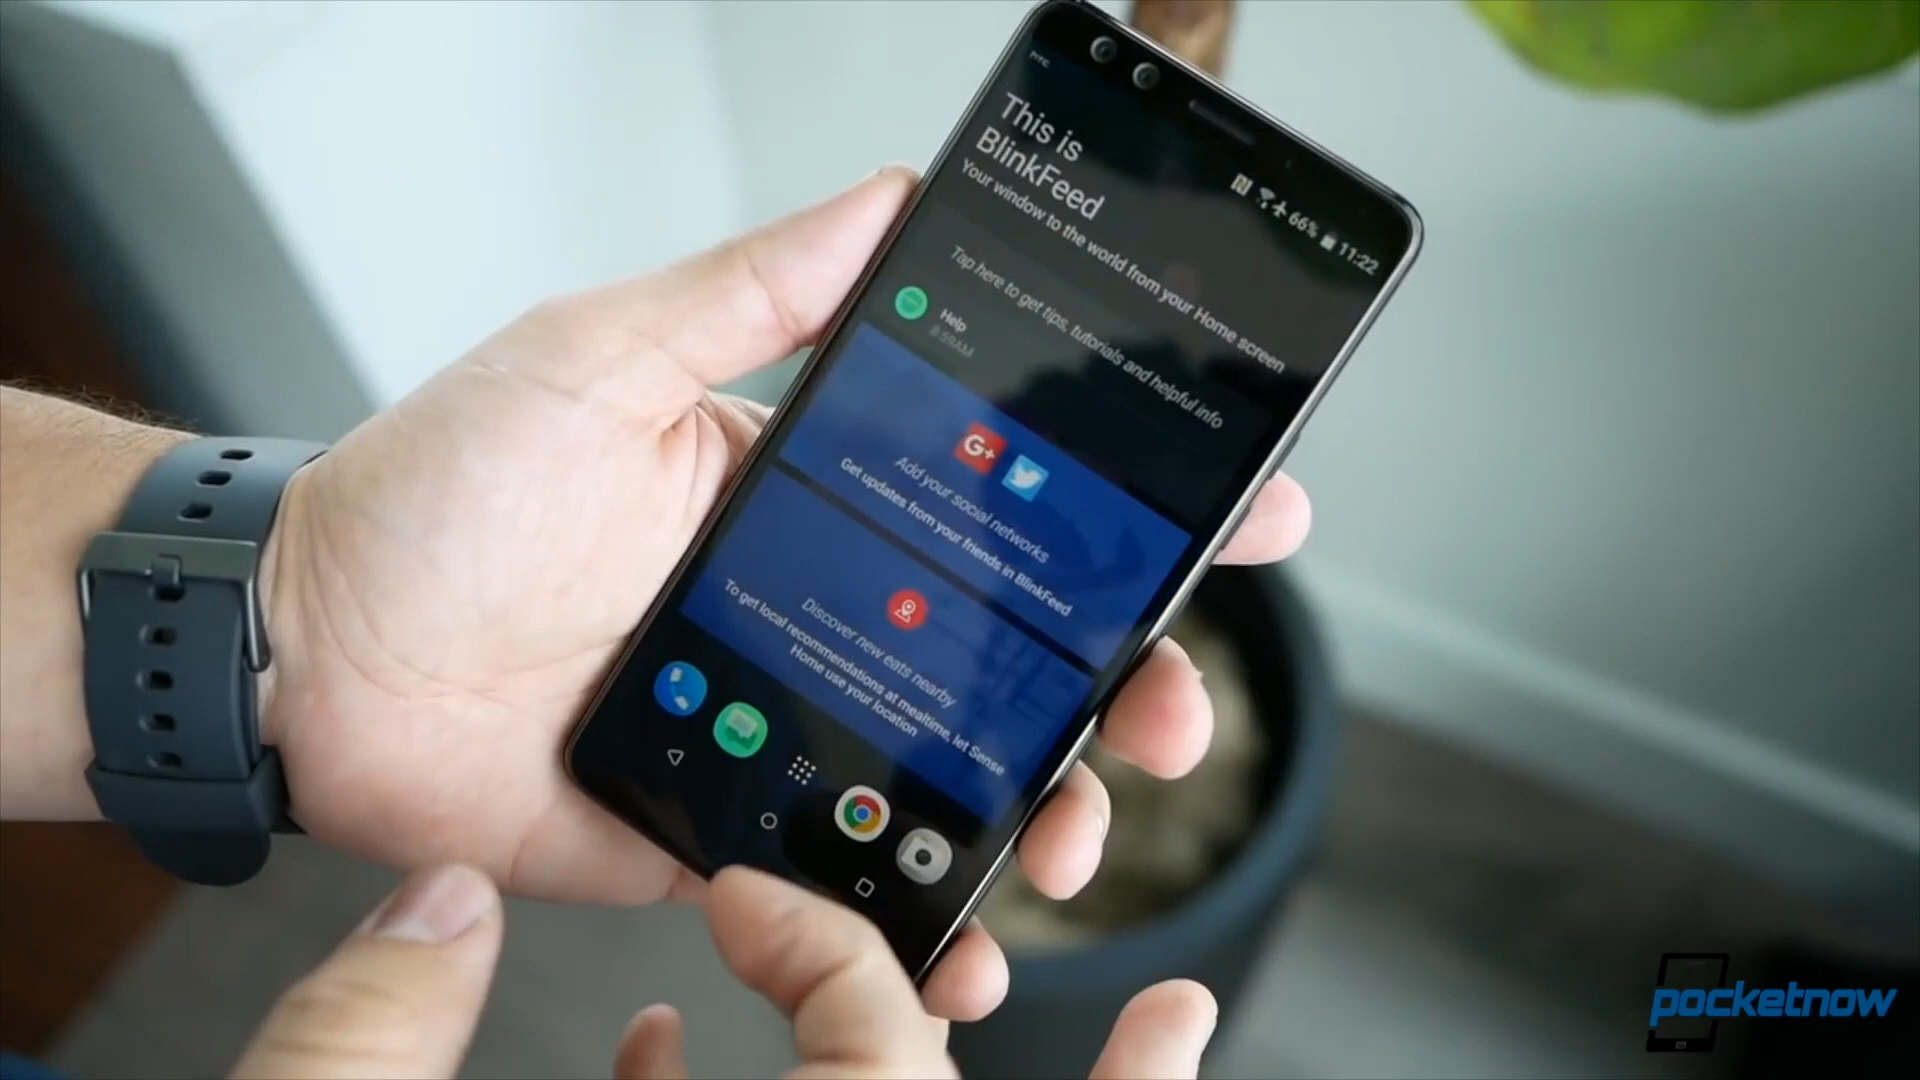 hTC
66% 11:22
This is
BlinkFeed
Your window to the world from your Home screen
Tap here to get tips, tutorials and helpful info
Help
8:59AM
G+
Add your social networks
Get updates from your friends in BlinkFeed
Discover new eats nearby
To get local recommendations at mealtime, let Sense
Home use your location
pocketnow